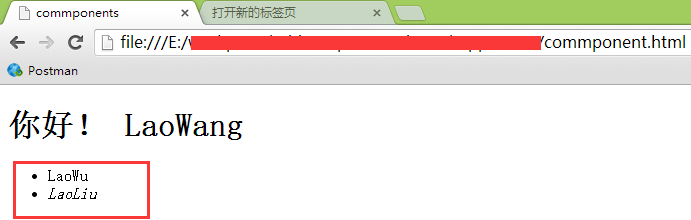 commponents
打开新的标签页
file:///E:/ /commponent.html
Postman
你好! LaoWang
LaoWu
LaoLiu